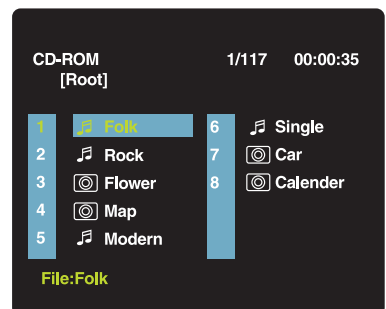 CD-ROM 1/117 00:00:35
[Root]
1 Folk
2 Rock
3 Flower
4 Map
5 Modern
6 Single
7 Car
8 Calender
File:Folk